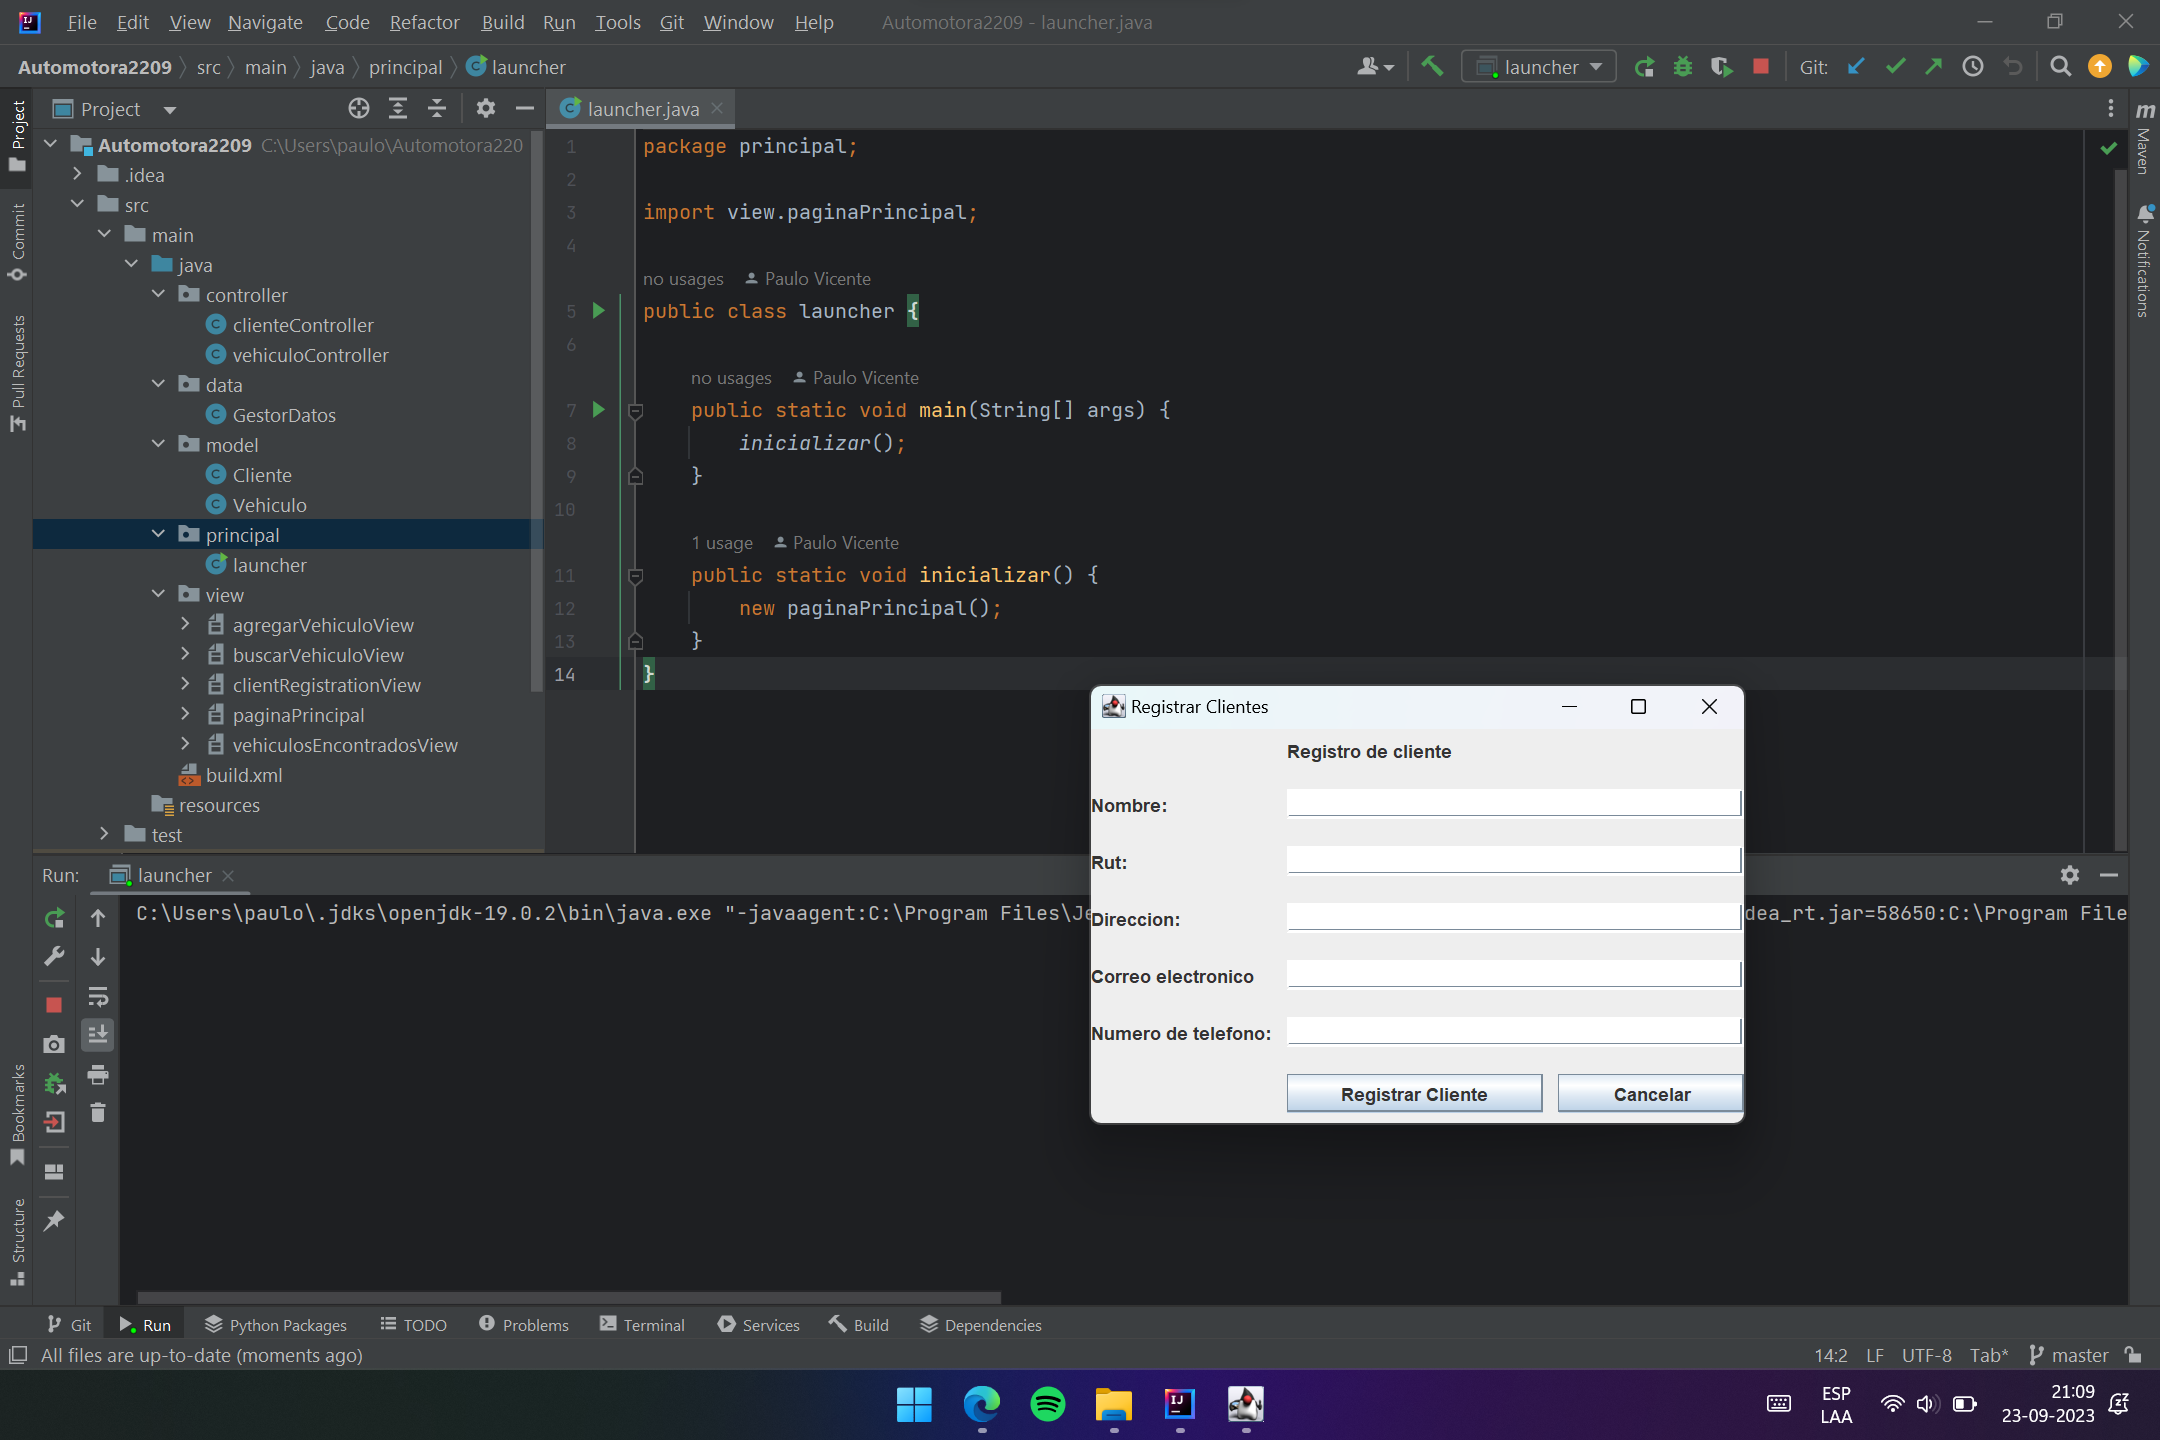 File Edit View Navigate Code Refactor Build Run Tools Git Window Help Automotora2209 - launcher.java
Automotora2209 src main java principal launcher
launcher Git:
Project
launcher.java
Automotora2209 C:\Users\paulo\Automotora220
.idea
src
main
java
controller
clienteController
vehiculoController
data
GestorDatos
model
Cliente
Vehiculo
principal
launcher
view
agregarVehiculoView
buscarVehiculoView
clientRegistrationView
paginaPrincipal
vehiculosEncontradosView
build.xml
resources
test
Project
Commit
Pull Requests
Bookmarks
Structure
1 package principal;
2
3 import view.paginaPrincipal;
4
no usages Paulo Vicente
5 public class launcher {
6
no usages Paulo Vicente
7 public static void main(String[] args) {
8 inicializar();
9 }
10
1 usage Paulo Vicente
11 public static void inicializar() {
12 new paginaPrincipal();
13 }
14 }
m Maven
Notifications
Registrar Clientes
Registro de cliente
Nombre:
Rut:
Direccion:
Correo electronico
Numero de telefono:
Registrar Cliente Cancelar
Run: launcher
C:\Users\paulo\.jdks\openjdk-19.0.2\bin\java.exe "-javaagent:C:\Program Files\Je dea_rt.jar=58650:C:\Program File
Git Run Python Packages TODO Problems Terminal Services Build Dependencies
All files are up-to-date (moments ago) 14:2 LF UTF-8 Tab* master
ESP
LAA
21:09
23-09-2023